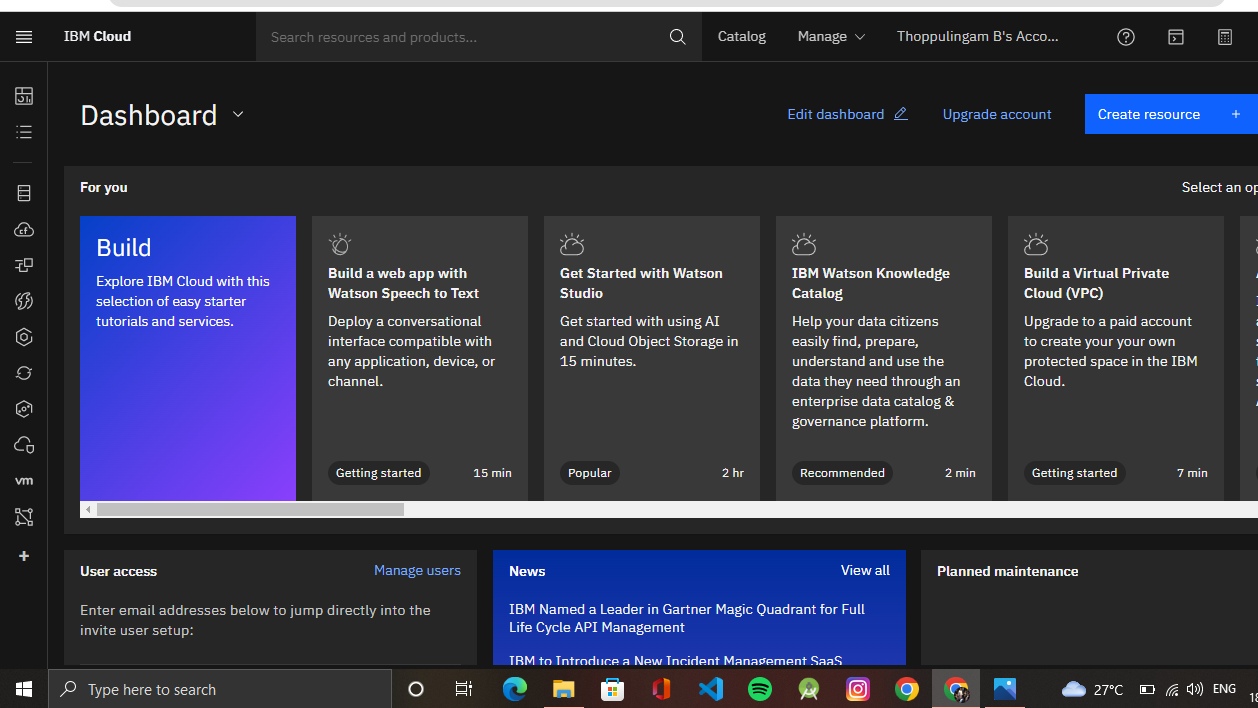 IBM Cloud
Search resources and products...
Catalog
Manage
Thoppulingam B's Acco...
Dashboard
Edit dashboard
Upgrade account
Create resource +
For you
Select an op
Build
Explore IBM Cloud with this
selection of easy starter
tutorials and services.
Build a web app with
Watson Speech to Text
Deploy a conversational
interface compatible with
any application, device, or
channel.
Getting started
15 min
Get Started with Watson
Studio
Get started with using AI
and Cloud Object Storage in
15 minutes.
Popular
2 hr
IBM Watson Knowledge
Catalog
Help your data citizens
easily find, prepare,
understand and use the
data they need through an
enterprise data catalog &
governance platform.
Recommended
2 min
Build a Virtual Private
Cloud (VPC)
Upgrade to a paid account
to create your your own
protected space in the IBM
Cloud.
Getting started
7 min
vm
User access
Manage users
Enter email addresses below to jump directly into the
invite user setup:
News
View all
IBM Named a Leader in Gartner Magic Quadrant for Full
Life Cycle API Management
IBM to Introduce a New Incident Management SaaS
Planned maintenance
Type here to search
27°C
ENG